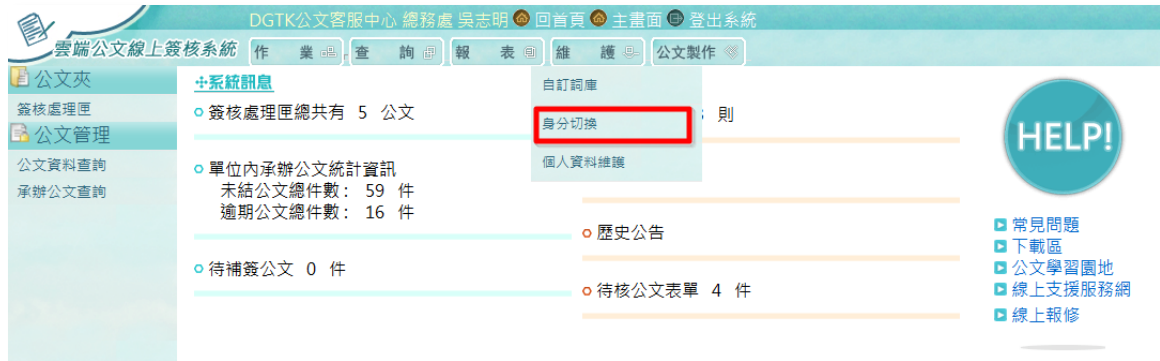 DGTK公文客服中心 總務處 吳志明 回首頁 主畫面 登出系統
雲端公文線上簽核系統 作 業 查 詢 報 表 維 護 公文製作
公文夾
簽核處理匣
公文管理
公文資料查詢
承辦公文查詢
系統訊息
簽核處理匣總共有 5 公文
單位內承辦公文統計資訊
未結公文總件數: 59 件
逾期公文總件數: 16 件
待補簽公文 0 件
自訂詞庫
身分切換
個人資料維護
則
歷史公告
待核公文表單 4 件
HELP!
常見問題
下載區
公文學習園地
線上支援服務網
線上報修